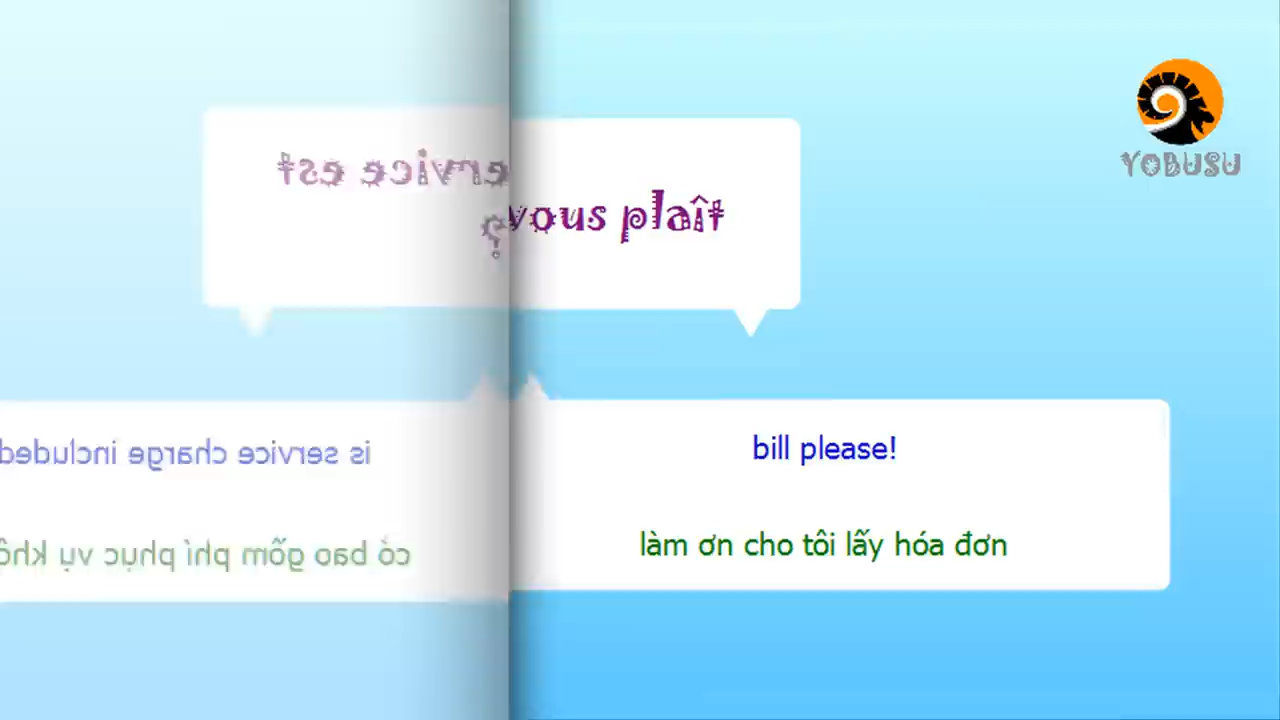 YOBUSU
ervice est
?
vous plaît
is service charge included
có bao gồm phí phục vụ khô
bill please!
làm ơn cho tôi lấy hóa đơn